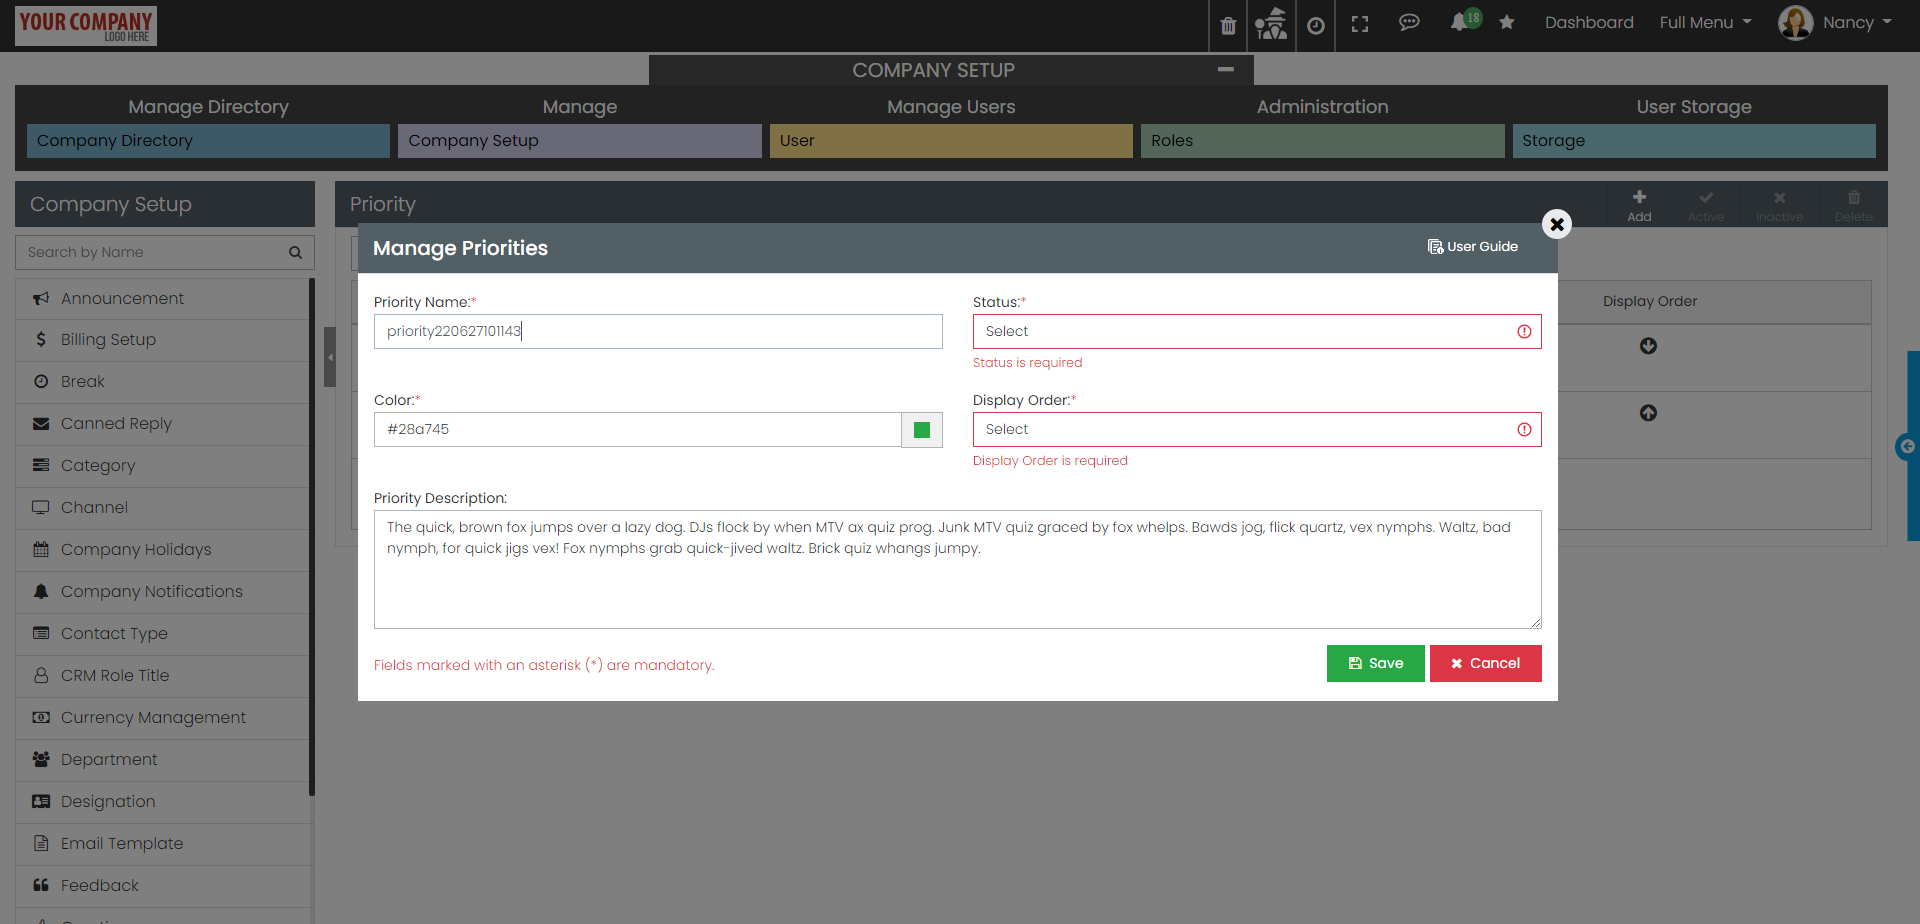 YOUR COMPANY
LOGO HERE
18
Dashboard
Full Menu
Nancy
COMPANY SETUP
Manage Directory
Manage
Manage Users
Administration
User Storage
Company Directory
Company Setup
User
Roles
Storage
Company Setup
Priority
Add
Active
Inactive
Delete
Search by Name
Announcement
Billing Setup
Break
Canned Reply
Category
Channel
Company Holidays
Company Notifications
Contact Type
CRM Role Title
Currency Management
Department
Designation
Email Template
Feedback
Display Order
Manage Priorities
User Guide
Priority Name:*
priority220627101143
Status:*
Select
Status is required
Color:*
#28a745
Display Order:*
Select
Display Order is required
Priority Description:
The quick, brown fox jumps over a lazy dog. DJs flock by when MTV ax quiz prog. Junk MTV quiz graced by fox whelps. Bawds jog, flick quartz, vex nymphs. Waltz, bad
nymph, for quick jigs vex! Fox nymphs grab quick-jived waltz. Brick quiz whangs jumpy.
Fields marked with an asterisk (*) are mandatory.
Save
Cancel